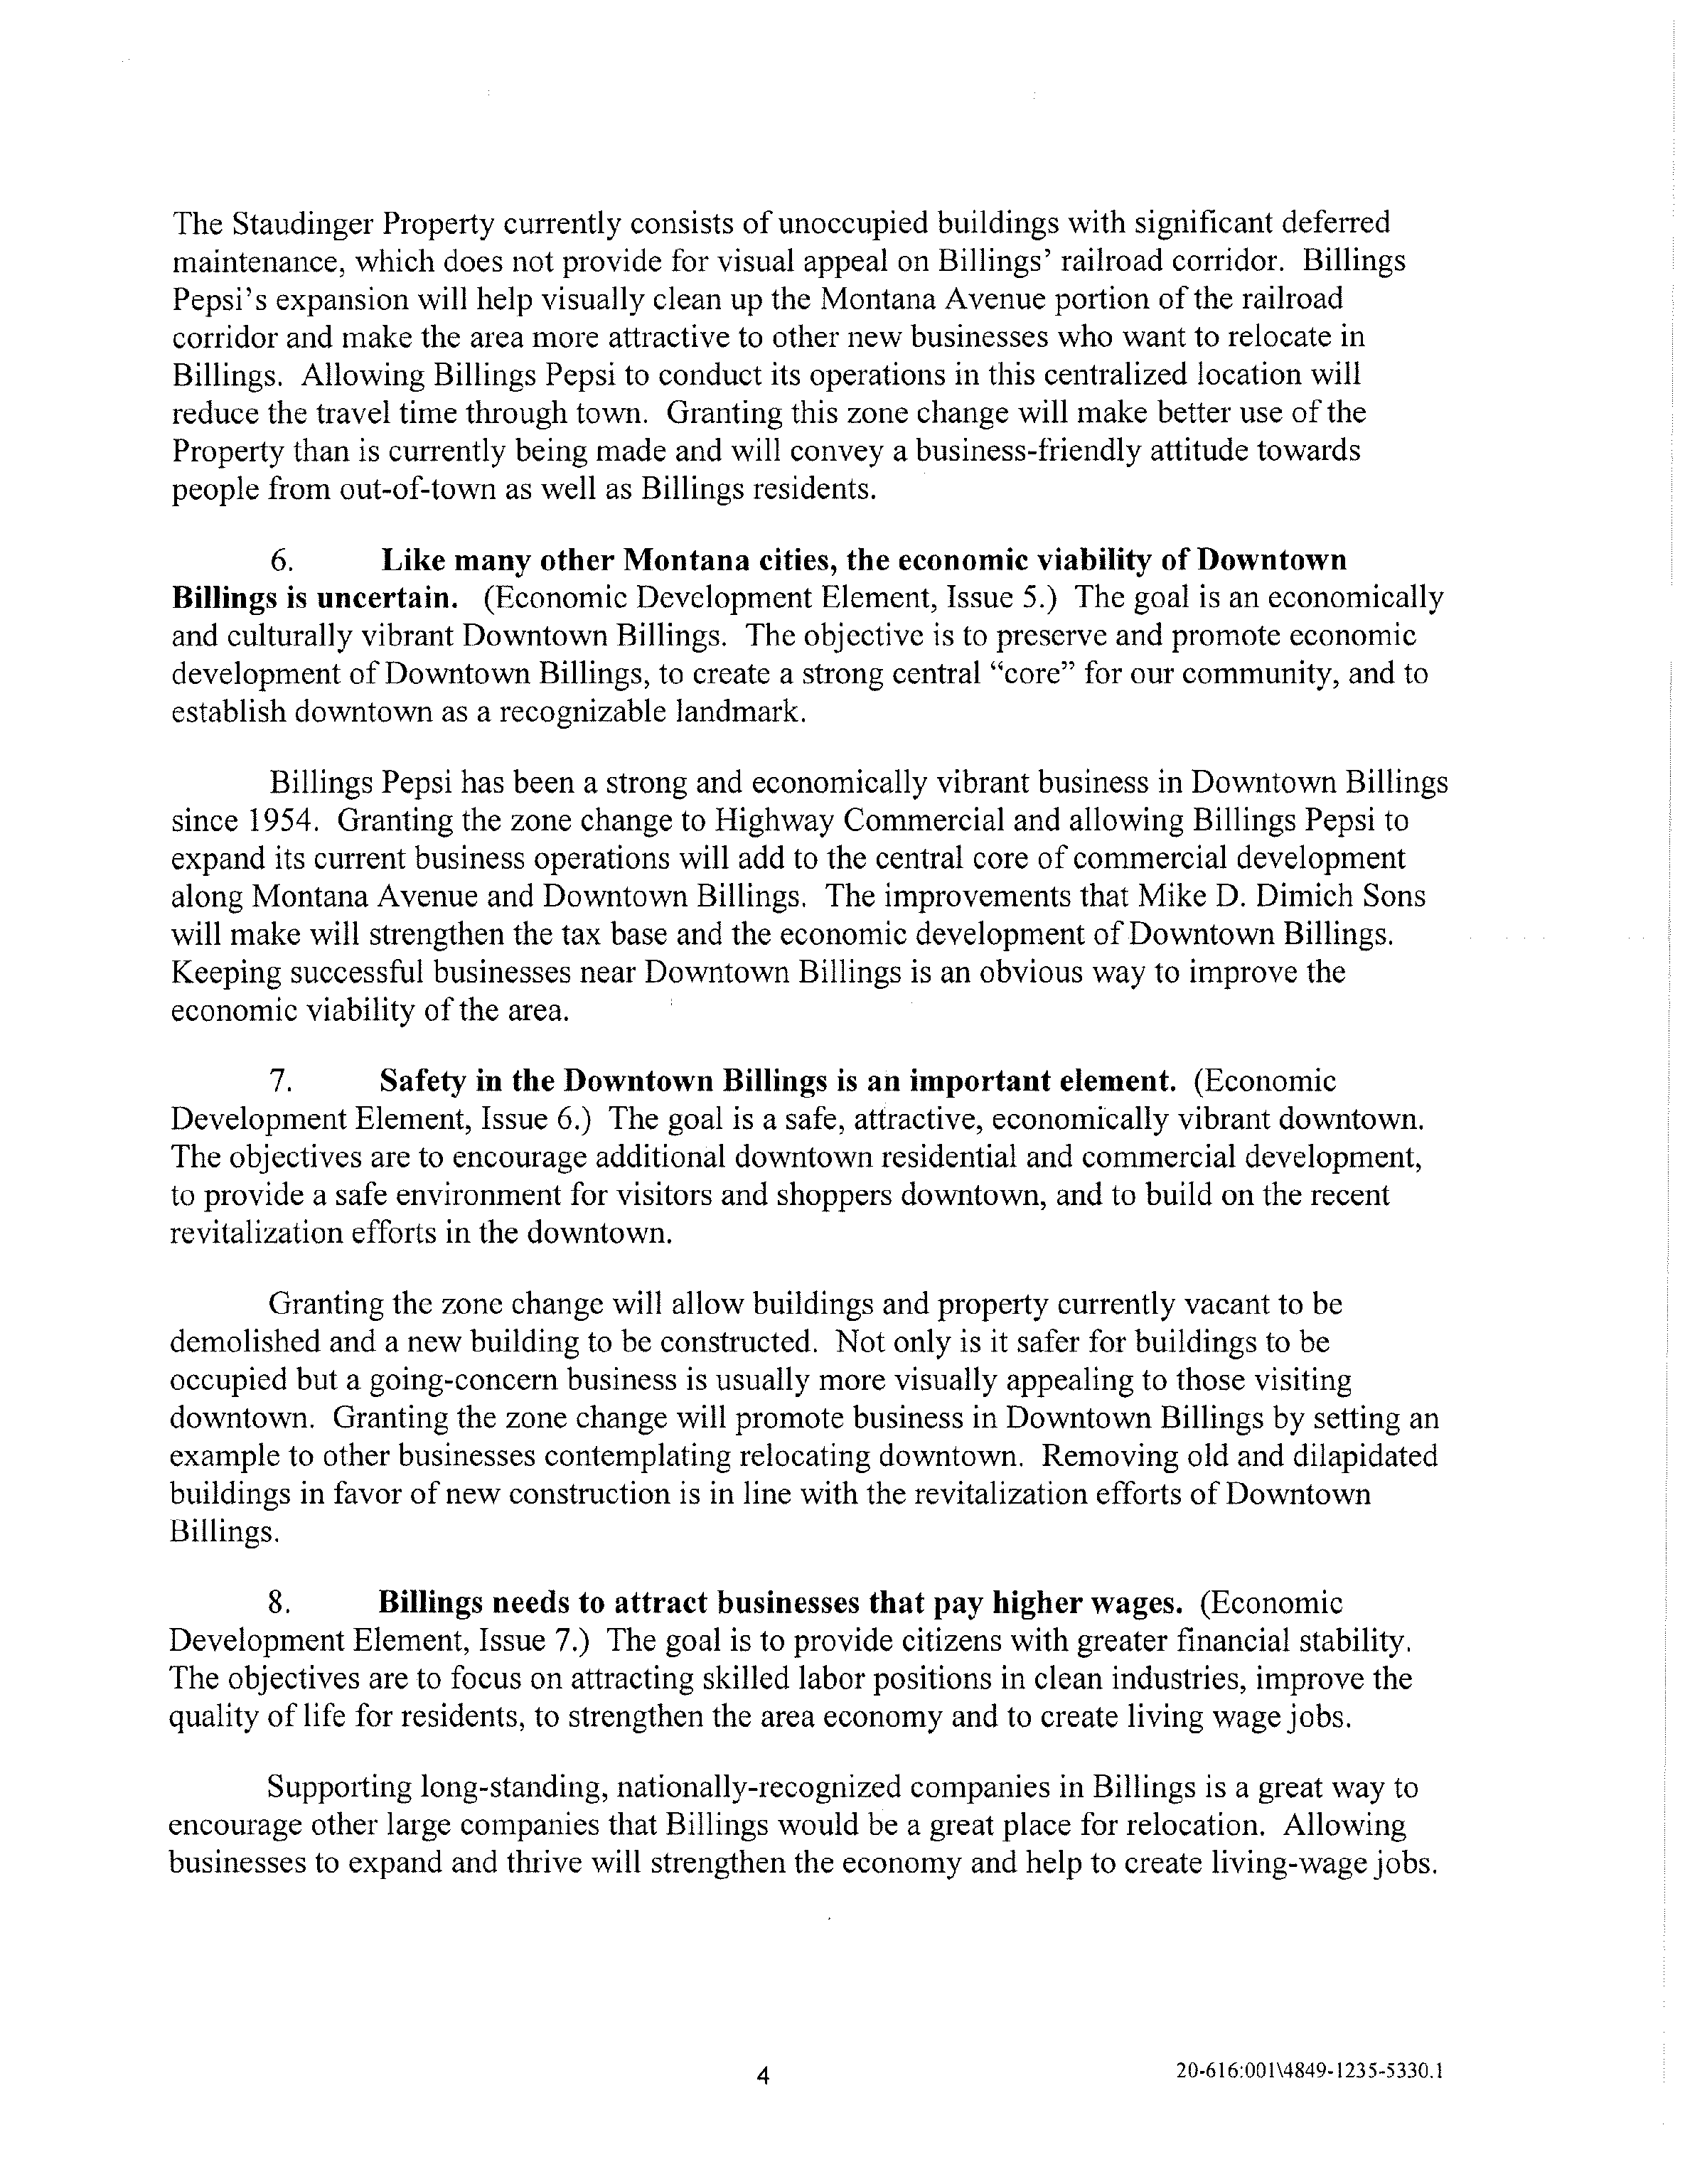 The Staudinger Property currently consists of unoccupied buildings with significant deferred
maintenance, which does not provide for visual appeal on Billings’ railroad corridor. Billings
Pepsi’s expansion will help visually clean up the Montana Avenue portion of the railroad
corridor and make the area more attractive to other new businesses who want to relocate in
Billings. Allowing Billings Pepsi to conduct its operations in this centralized location will
reduce the travel time through town. Granting this zone change will make better use of the
Property than is currently being made and will convey a business-friendly attitude towards
people from out-of-town as well as Billings residents.
6. Like many other Montana cities, the economic viability of Downtown
Billings is uncertain. (Economic Development Element, Issue 5.) The goal is an economically
and culturally vibrant Downtown Billings. The objective is to preserve and promote economic
development of Downtown Billings, to create a strong central “core” for our community, and to
establish downtown as a recognizable landmark.
Billings Pepsi has been a strong and economically vibrant business in Downtown Billings
since 1954. Granting the zone change to Highway Commercial and allowing Billings Pepsi to
expand its current business operations will add to the central core of commercial development
along Montana Avenue and Downtown Billings. The improvements that Mike D. Dimich Sons
will make will strengthen the tax base and the economic development of Downtown Billings.
Keeping successful businesses near Downtown Billings is an obvious way to improve the
economic viability of the area.
7. Safety in the Downtown Billings is an important element. (Economic
Development Element, Issue 6.) The goal is a safe, attractive, economically vibrant downtown.
The objectives are to encourage additional downtown residential and commercial development,
to provide a safe environment for visitors and shoppers downtown, and to build on the recent
revitalization efforts in the downtown.
Granting the zone change will allow buildings and property currently vacant to be
demolished and a new building to be constructed. Not only is it safer for buildings to be
occupied but a going-concern business is usually more visually appealing to those visiting
downtown. Granting the zone change will promote business in Downtown Billings by setting an
example to other businesses contemplating relocating downtown. Removing old and dilapidated
buildings in favor of new construction is in line with the revitalization efforts of Downtown
Billings.
8. Billings needs to attract businesses that pay higher wages. (Economic
Development Element, Issue 7.) The goal is to provide citizens with greater financial stability.
The objectives are to focus on attracting skilled labor positions in clean industries, improve the
quality of life for residents, to strengthen the area economy and to create living wage jobs.
Supporting long-standing, nationally-recognized companies in Billings is a great way to
encourage other large companies that Billings would be a great place for relocation. Allowing
businesses to expand and thrive will strengthen the economy and help to create living-wage jobs.
4
20-616:001\4849-1235-5330.1